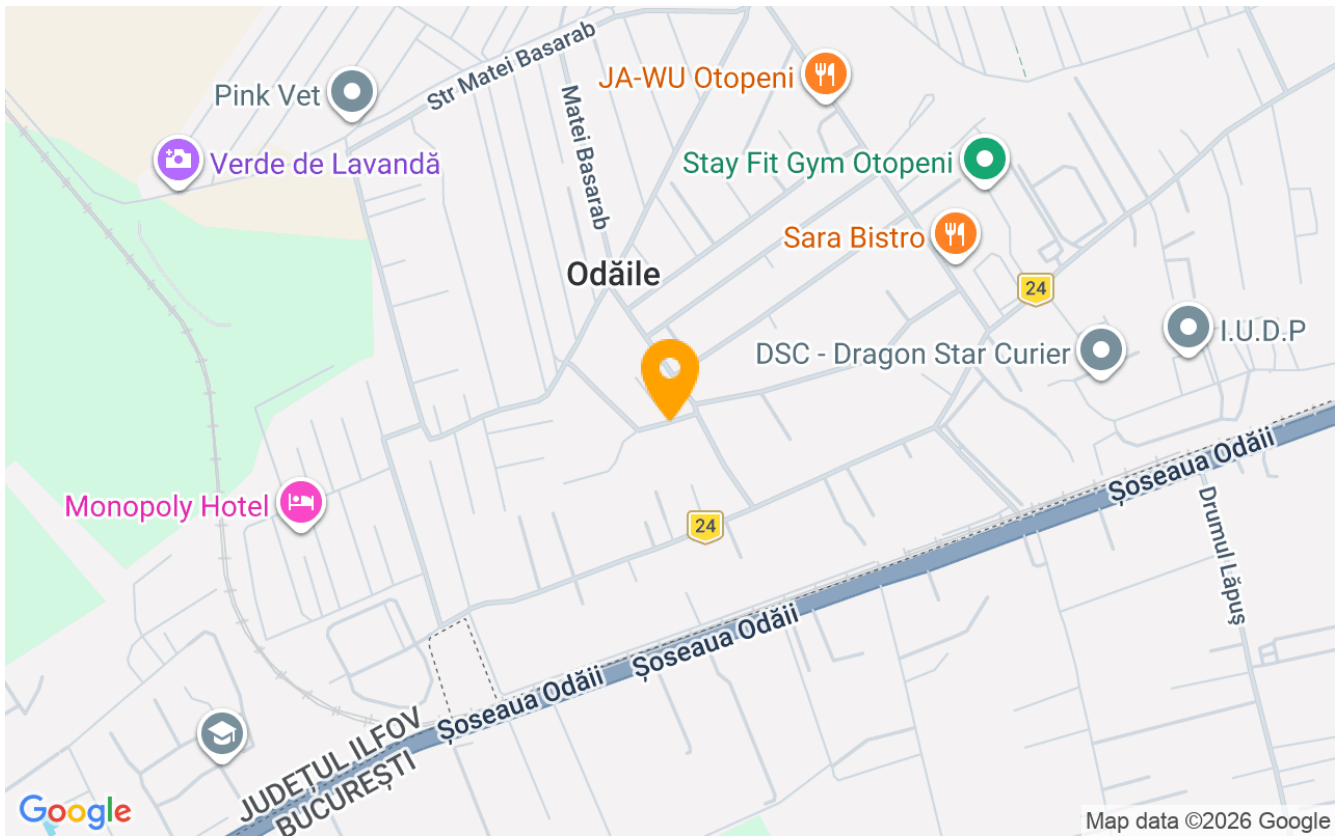 Str Matei Basarab
JA-WU Otopeni
Pink Vet
Matei Basarab
Verde de Lavandă
Stay Fit Gym Otopeni
Sara Bistro
Odăile
24
I.U.D.P
DSC - Dragon Star Curier
Șoseaua Odăii
Monopoly Hotel
24
Drumul Lăpuș
Șoseaua Odăii
Șoseaua Odăii
JUDEȚUL ILFOV
BUCUREȘTI
Google
Map data ©2026 Google